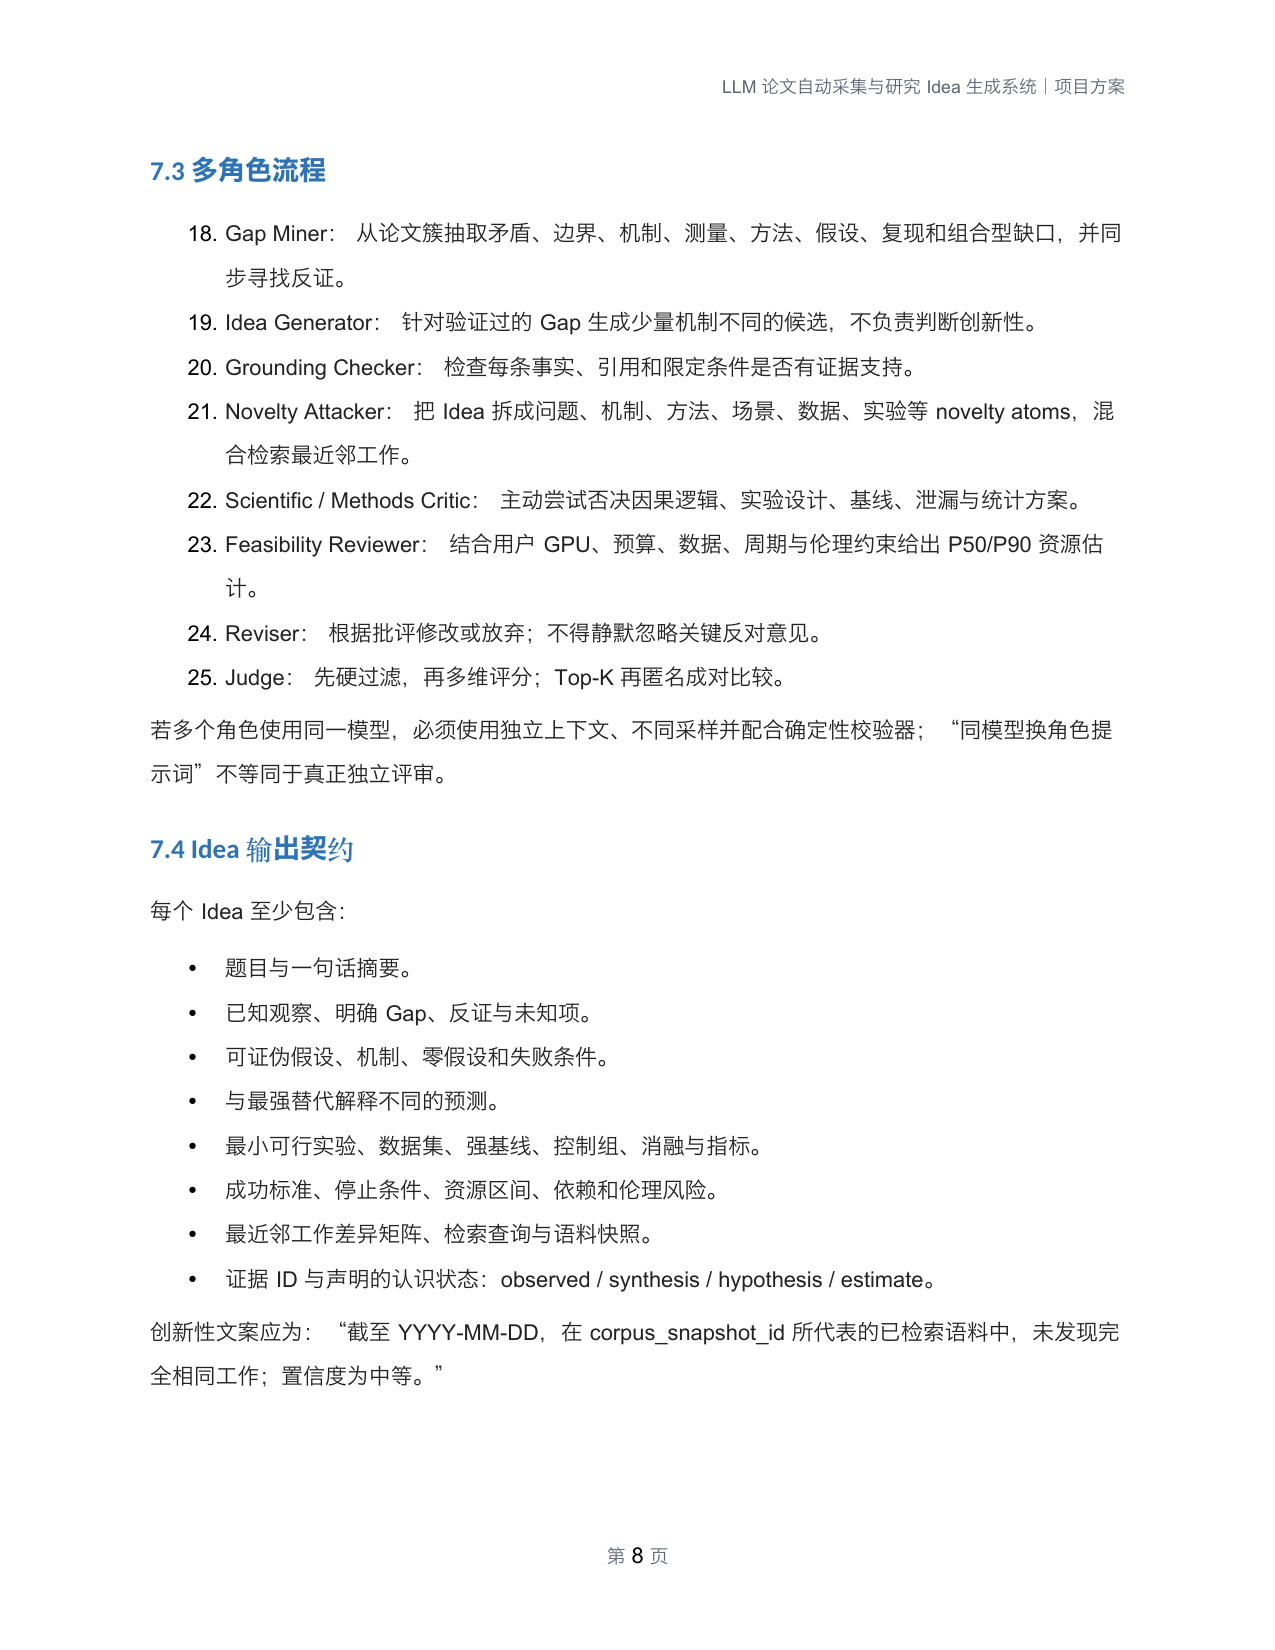 LLM 论文自动采集与研究 Idea 生成系统｜项目方案
7.3 多角色流程
18. Gap Miner： 从论文簇抽取矛盾、边界、机制、测量、方法、假设、复现和组合型缺口，并同
步寻找反证。
19. Idea Generator： 针对验证过的 Gap 生成少量机制不同的候选，不负责判断创新性。
20. Grounding Checker： 检查每条事实、引用和限定条件是否有证据支持。
21. Novelty Attacker： 把 Idea 拆成问题、机制、方法、场景、数据、实验等 novelty atoms，混
合检索最近邻工作。
22. Scientific / Methods Critic： 主动尝试否决因果逻辑、实验设计、基线、泄漏与统计方案。
23. Feasibility Reviewer： 结合用户 GPU、预算、数据、周期与伦理约束给出 P50/P90 资源估
计。
24. Reviser： 根据批评修改或放弃；不得静默忽略关键反对意见。
25. Judge： 先硬过滤，再多维评分；Top-K 再匿名成对比较。
若多个角色使用同一模型，必须使用独立上下文、不同采样并配合确定性校验器；“同模型换角色提
示词”不等同于真正独立评审。
7.4 Idea 输出契约
每个 Idea 至少包含：
• 题目与一句话摘要。
• 已知观察、明确 Gap、反证与未知项。
• 可证伪假设、机制、零假设和失败条件。
• 与最强替代解释不同的预测。
• 最小可行实验、数据集、强基线、控制组、消融与指标。
• 成功标准、停止条件、资源区间、依赖和伦理风险。
• 最近邻工作差异矩阵、检索查询与语料快照。
• 证据 ID 与声明的认识状态：observed / synthesis / hypothesis / estimate。
创新性文案应为：“截至 YYYY-MM-DD，在 corpus_snapshot_id 所代表的已检索语料中，未发现完
全相同工作；置信度为中等。”
第 8 页